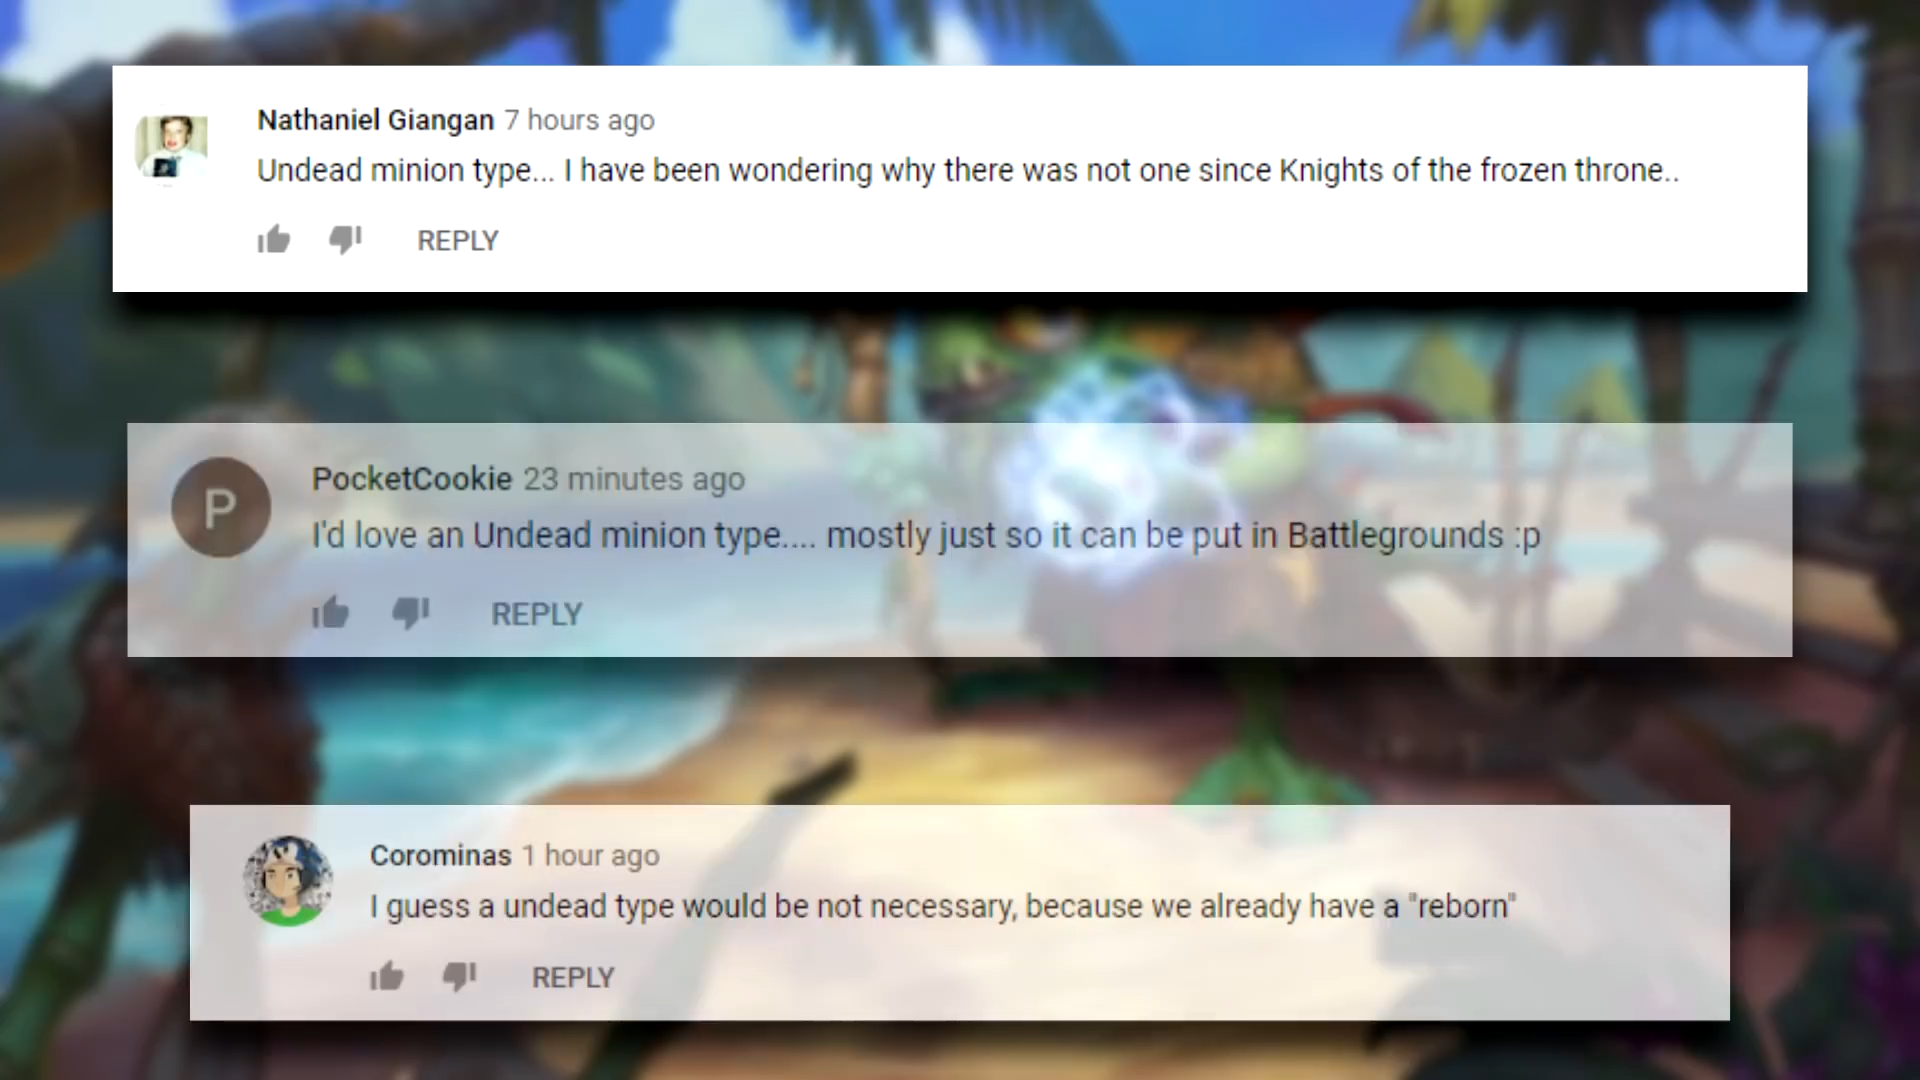 Nathaniel Giangan 7 hours ago
Undead minion type... I have been wondering why there was not one since Knights of the frozen throne..
REPLY
P
PocketCookie 23 minutes ago
I'd love an Undead minion type.... mostly just so it can be put in Battlegrounds :p
REPLY
Corominas 1 hour ago
I guess a undead type would be not necessary, because we already have a "reborn"
REPLY